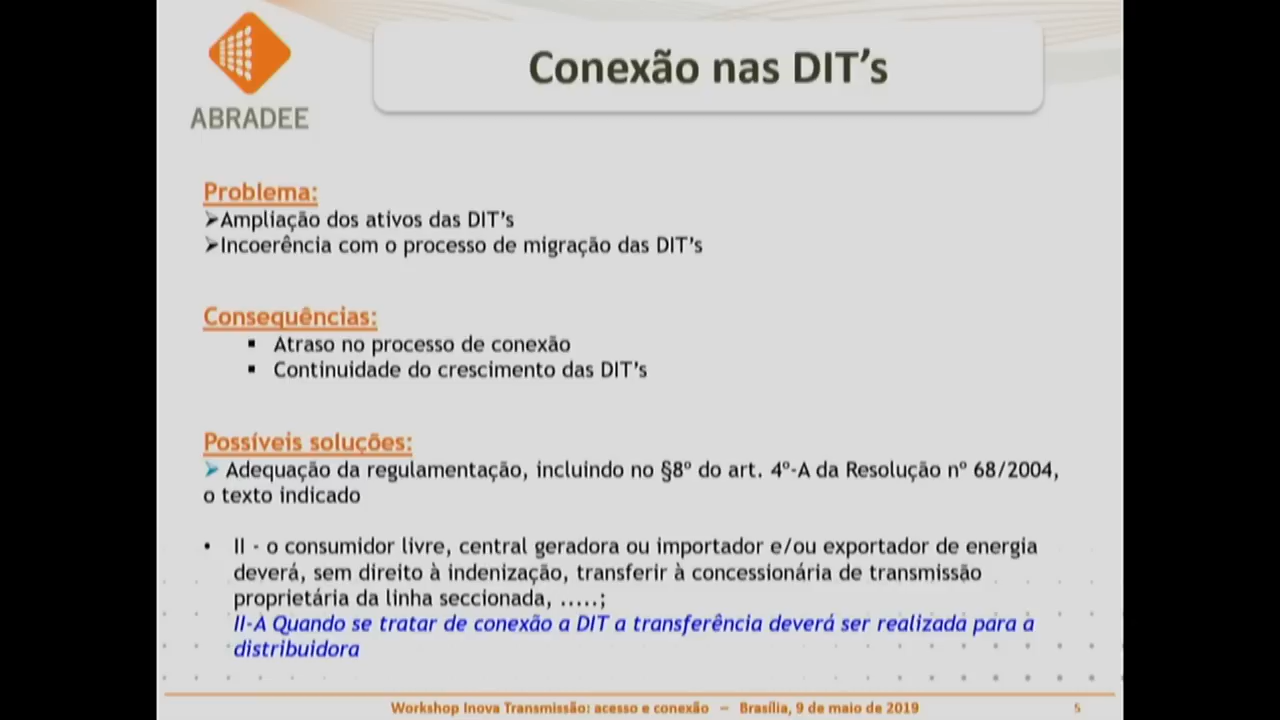 ABRADEE
Conexão nas DIT's
Problema:
➢Ampliação dos ativos das DIT's
➢Incoerência com o processo de migração das DIT's
Consequências:
▪ Atraso no processo de conexão
▪ Continuidade do crescimento das DIT's
Possíveis soluções:
➢ Adequação da regulamentação, incluindo no §8º do art. 4º-A da Resolução nº 68/2004,
o texto indicado
• II - o consumidor livre, central geradora ou importador e/ou exportador de energia
deverá, sem direito à indenização, transferir à concessionária de transmissão
proprietária da linha seccionada, .....;
II-A Quando se tratar de conexão a DIT a transferência deverá ser realizada para a
distribuidora
Workshop Inova Transmissão: acesso e conexão – Brasília, 9 de maio de 2019
5